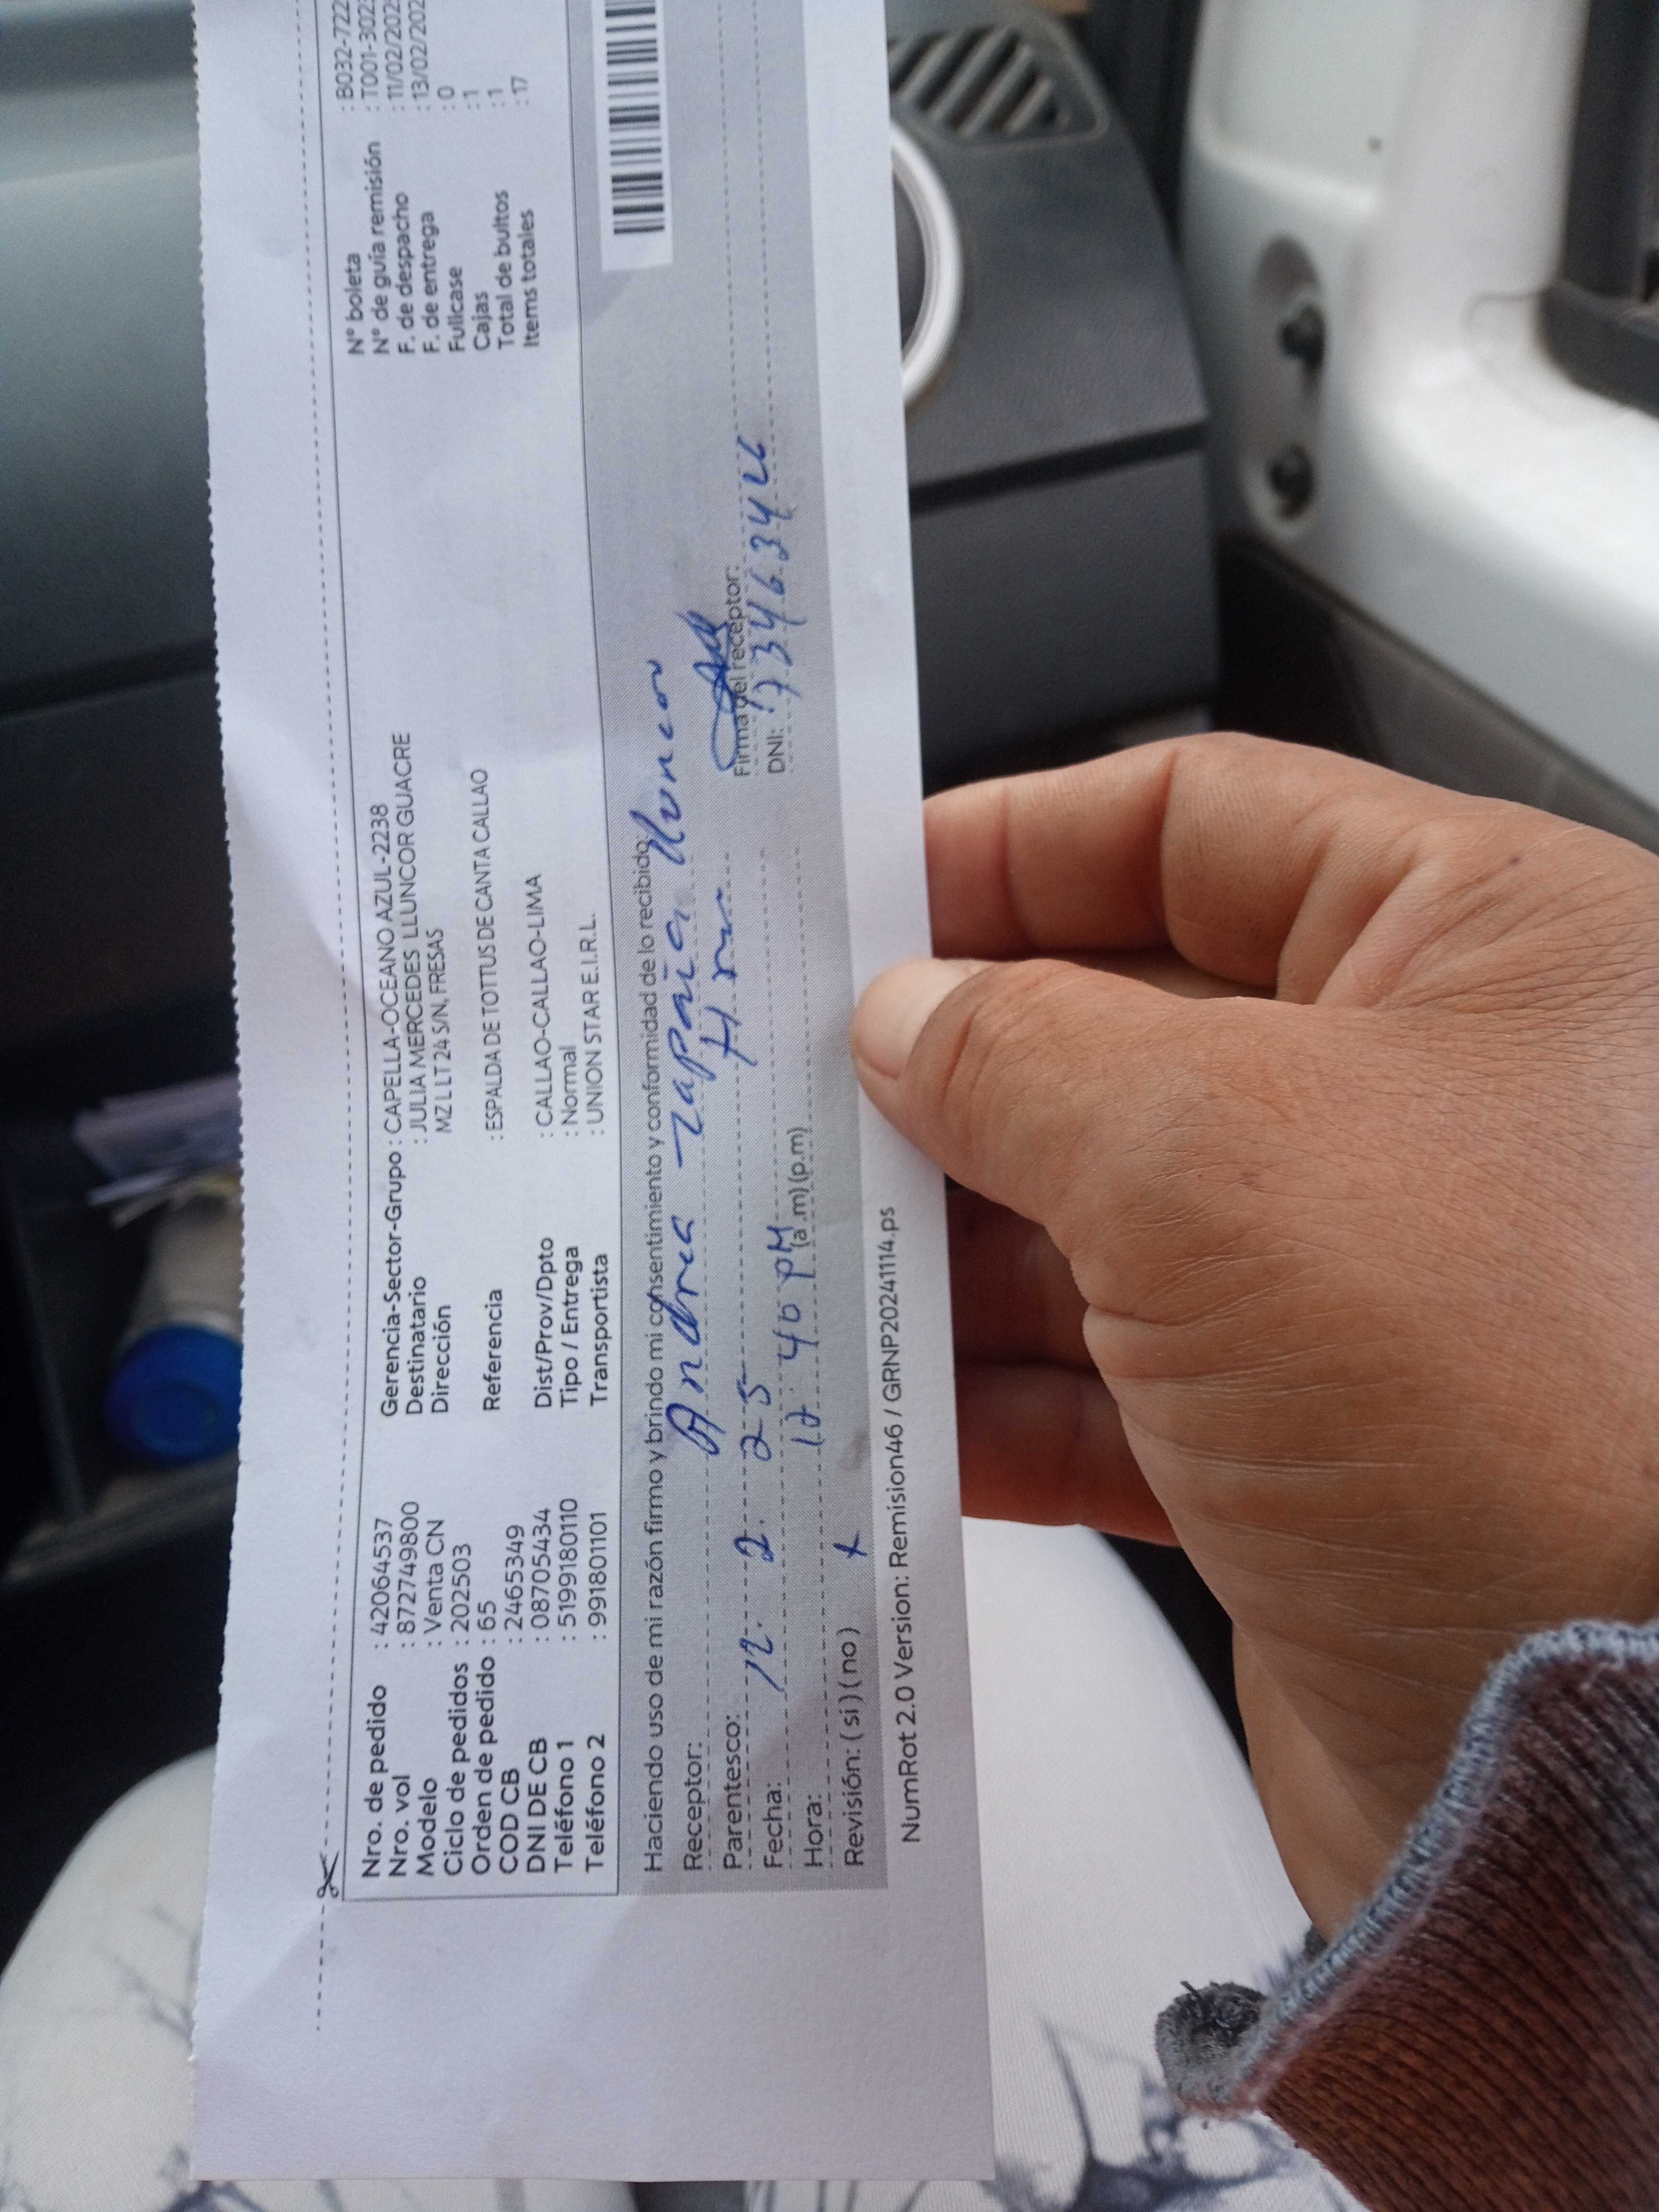 Nro. de pedido : 42064537
Nro. vol : 872749800
Modelo : Venta CN
Ciclo de pedidos : 202503
Orden de pedido : 65
COD CB : 2465349
DNI DE CB : 08705434
Teléfono 1 : 5199180110
Teléfono 2 : 991801101
Gerencia-Sector-Grupo : CAPELLA-OCEANO AZUL-2238
Destinatario : JULIA MERCEDES LLUNCOR GUACRE
Dirección MZ L LT 24 S/N, FRESAS
Referencia : ESPALDA DE TOTTUS DE CANTA CALLAO
Dist/Prov/Dpto : CALLAO-CALLAO-LIMA
Tipo / Entrega : Normal
Transportista : UNION STAR E.I.R.L.
N° boleta : B032-722
N° de guía remisión : T001-302
F. de despacho : 11/02/202
F. de entrega : 13/02/202
Fullcase : 0
Cajas : 1
Total de bultos : 1
Items totales : 17
Haciendo uso de mi razón firmo y brindo mi consentimiento y conformidad de lo recibido:
Receptor: Andrea zapata lluncor
Parentesco:
Firma del receptor:
Fecha: 12. 2. 25
DNI:
Hora: 12 40 PM (a.m) (p.m)
Revisión: ( si ) ( no ) x
NumRot 2.0 Version: Remision46 / GRNP20241114.ps